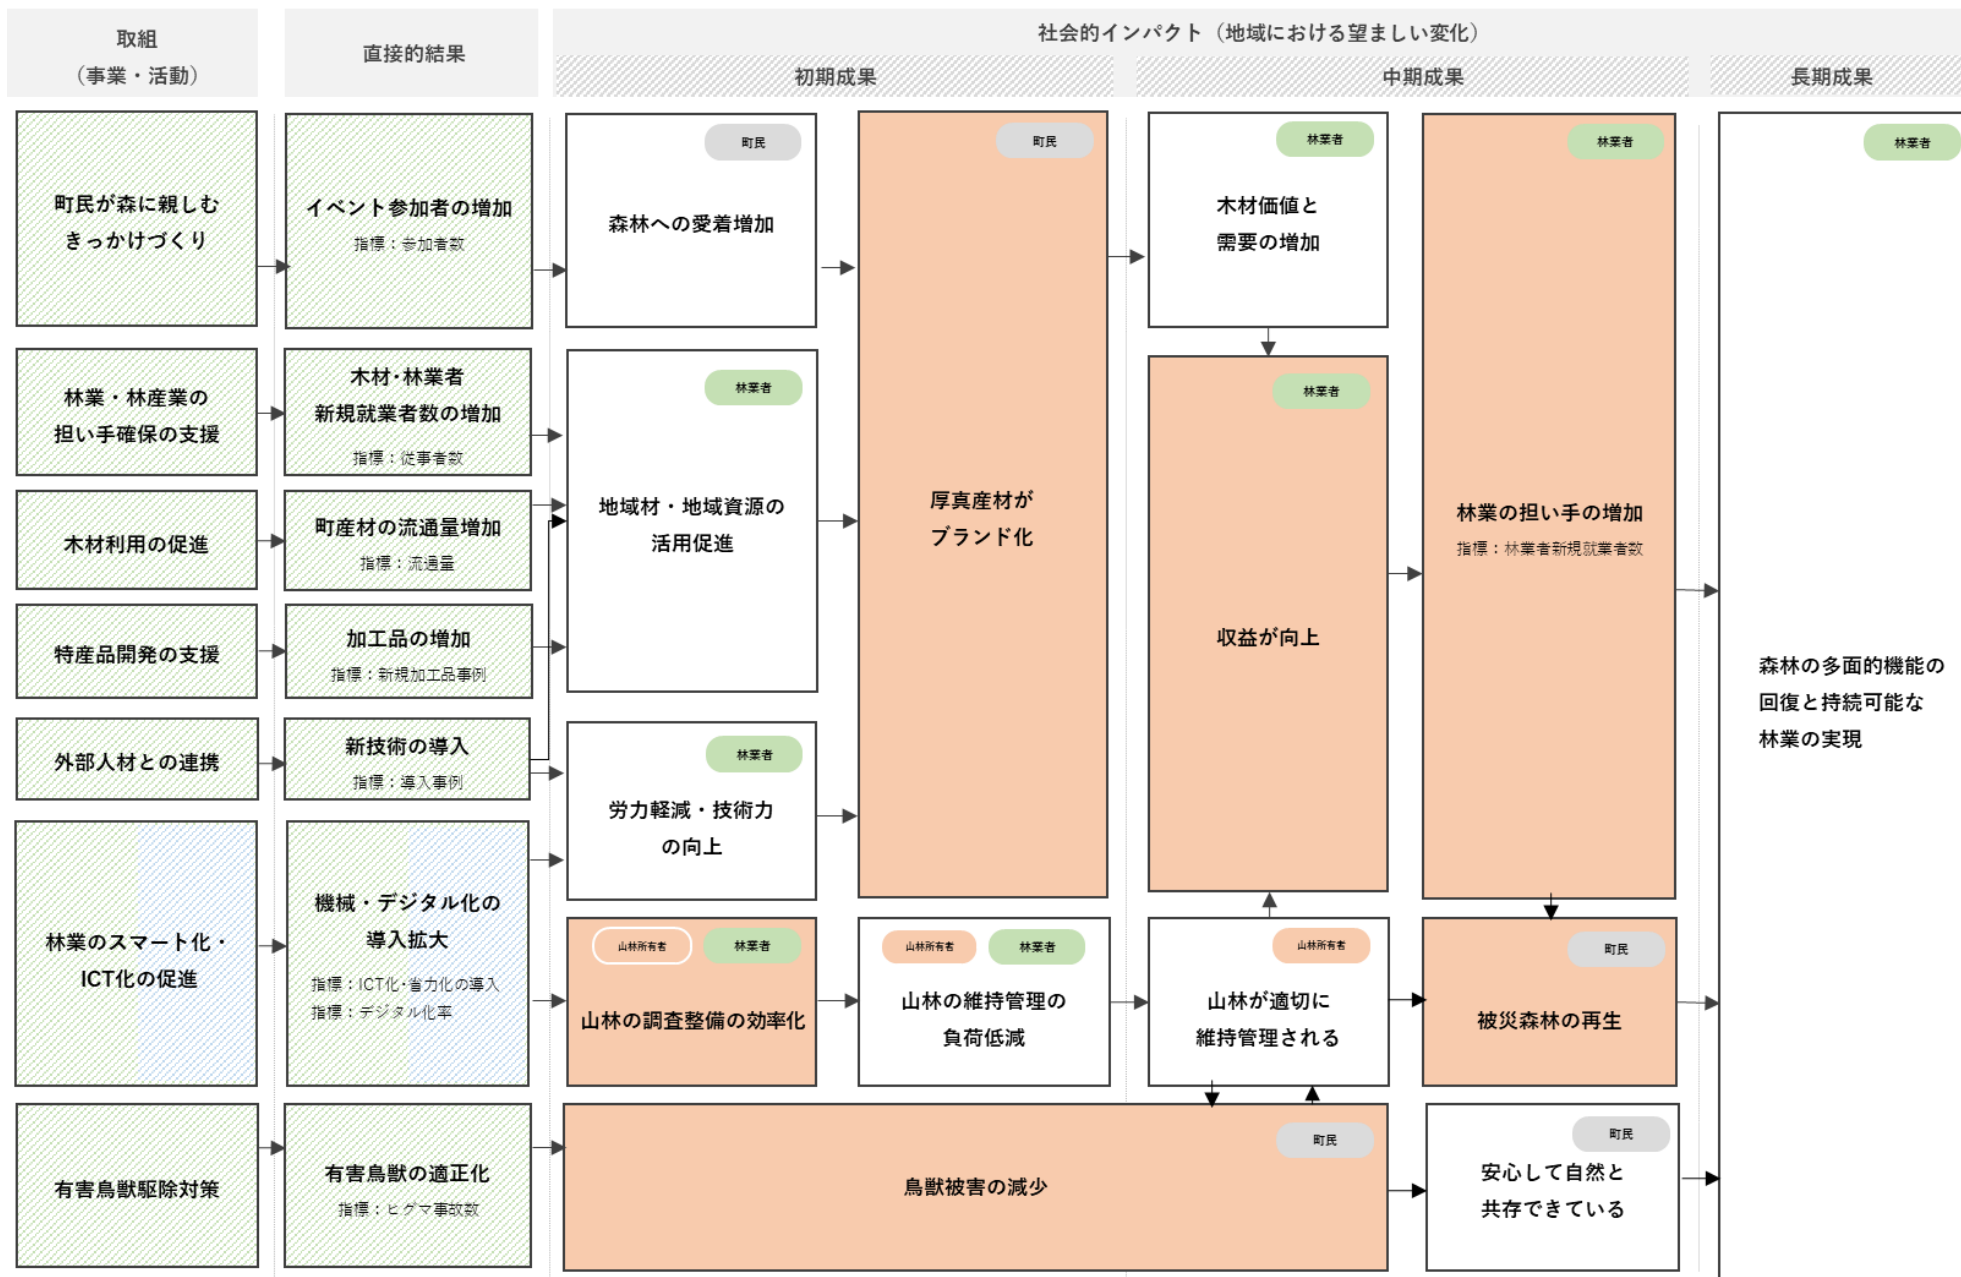 取組
（事業・活動）
直接的結果
社会的インパクト（地域における望ましい変化）
初期成果
中期成果
長期成果
町民が森に親しむ
きっかけづくり
イベント参加者の増加
指標：参加者数
町民
森林への愛着増加
町民
厚真産材が
ブランド化
林業者
木材価値と
需要の増加
林業者
林業の担い手の増加
指標：林業者新規就業者数
林業者
森林の多面的機能の
回復と持続可能な
林業の実現
林業・林産業の
担い手確保の支援
木材･林業者
新規就業者数の増加
指標：従事者数
林業者
地域材・地域資源の
活用促進
林業者
収益が向上
木材利用の促進
町産材の流通量増加
指標：流通量
特産品開発の支援
加工品の増加
指標：新規加工品事例
外部人材との連携
新技術の導入
指標：導入事例
林業者
労力軽減・技術力
の向上
林業のスマート化・
ICT化の促進
機械・デジタル化の
導入拡大
指標：ICT化･省力化の導入
指標：デジタル化率
山林所有者
林業者
山林の調査整備の効率化
山林所有者
林業者
山林の維持管理の
負荷低減
山林所有者
山林が適切に
維持管理される
町民
被災森林の再生
有害鳥獣駆除対策
有害鳥獣の適正化
指標：ヒグマ事故数
町民
鳥獣被害の減少
町民
安心して自然と
共存できている